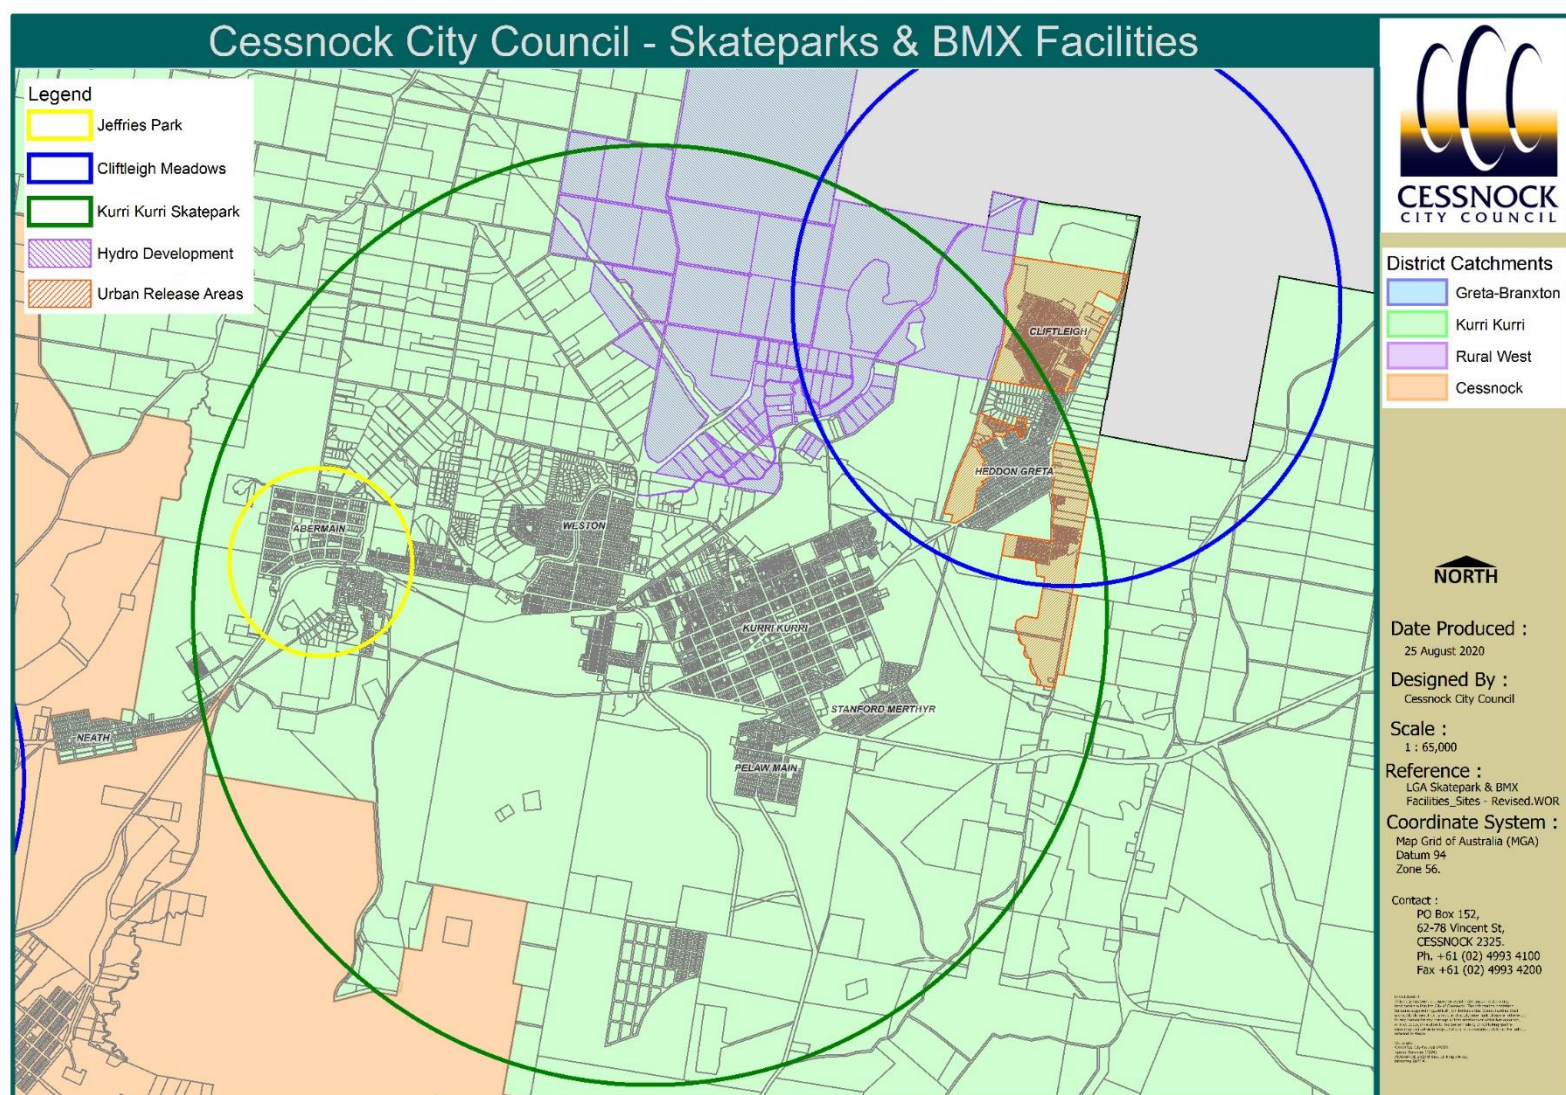 Cessnock City Council - Skateparks & BMX Facilities
Legend
Jeffries Park
Cliftleigh Meadows
Kurri Kurri Skatepark
Hydro Development
Urban Release Areas
CLIFTLEIGH
HEDDON GRETA
ABERMAIN
WESTON
KURRI KURRI
STANFORD MERTHYR
NEATH
PELAW MAIN
CESSNOCK
CITY COUNCIL
District Catchments
Greta-Branxton
Kurri Kurri
Rural West
Cessnock
NORTH
Date Produced :
25 August 2020
Designed By :
Cessnock City Council
Scale :
1 : 65,000
Reference :
LGA Skatepark & BMX
Facilities_Sites - Revised.WOR
Coordinate System :
Map Grid of Australia (MGA)
Datum 94
Zone 56.
Contact :
PO Box 152,
62-78 Vincent St,
CESSNOCK 2325.
Ph. +61 (02) 4993 4100
Fax +61 (02) 4993 4200